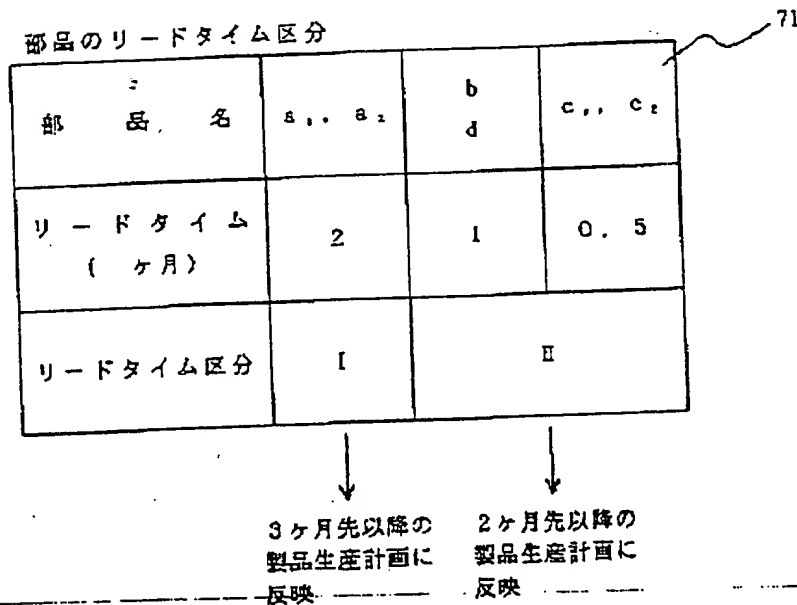 部品のリードタイム区分
71
部品名 a₁, a₂ b d c₁, c₂
リードタイム (ヶ月) 2 1 0.5
リードタイム区分 I II
3ヶ月先以降の
製品生産計画に
反映
2ヶ月先以降の
製品生産計画に
反映